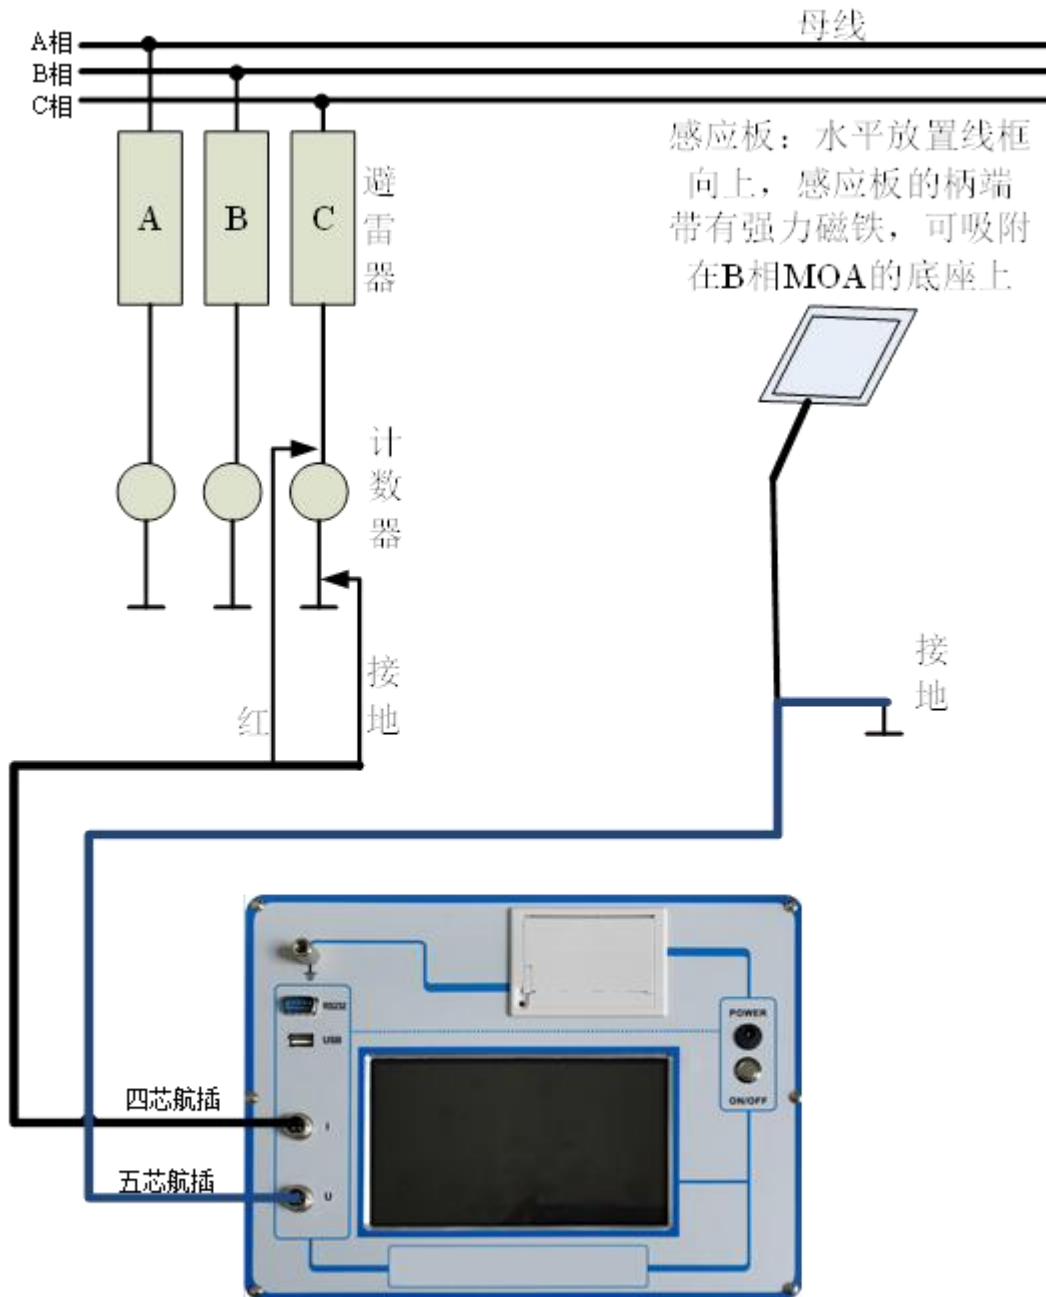 母线
A相
B相
C相
感应板：水平放置线框
向上，感应板的柄端
带有强力磁铁，可吸附
在B相MOA的底座上
A
B
C
避雷器
计数器
接地
红
接地
POWER
RS232
USB
ON/OFF
四芯航插
I
五芯航插
U